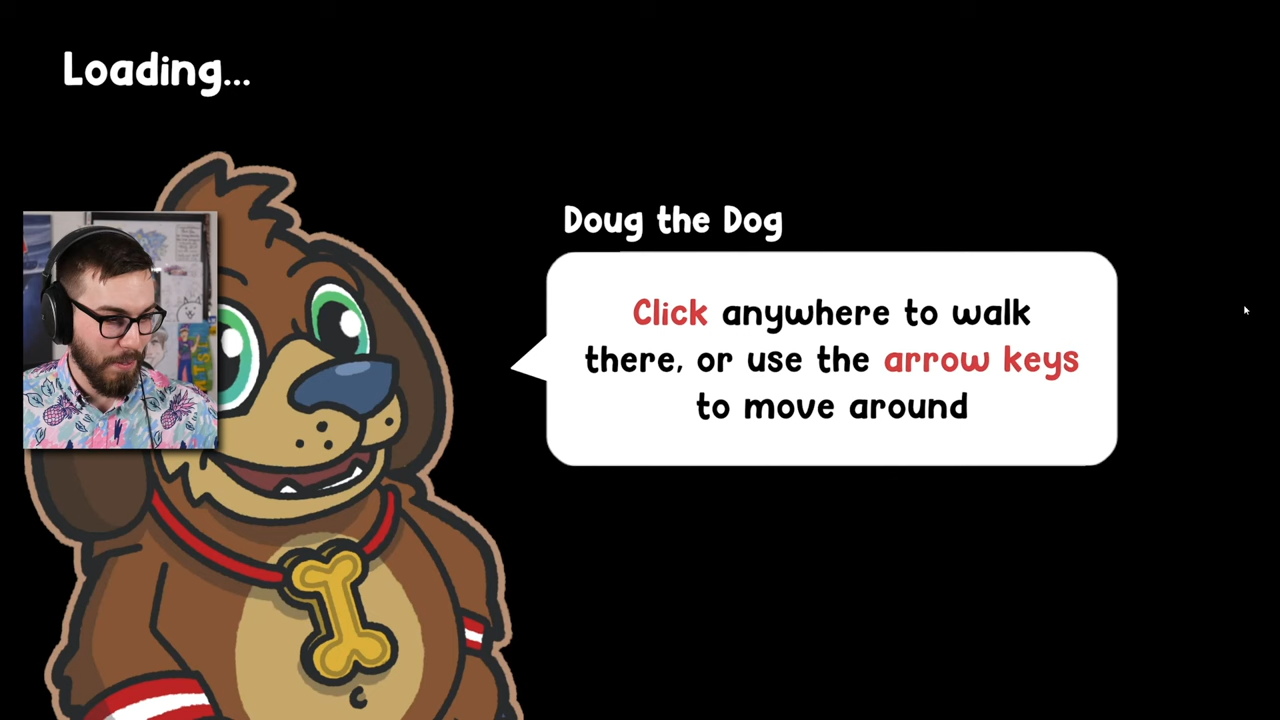 Loading...
Doug the Dog
Click anywhere to walk
there, or use the arrow keys
to move around